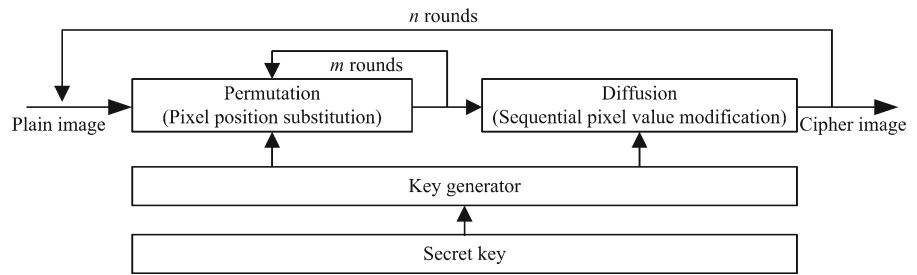 n rounds
m rounds
Permutation
(Pixel position substitution)
Diffusion
(Sequential pixel value modification)
Plain image
Cipher image
Key generator
Secret key